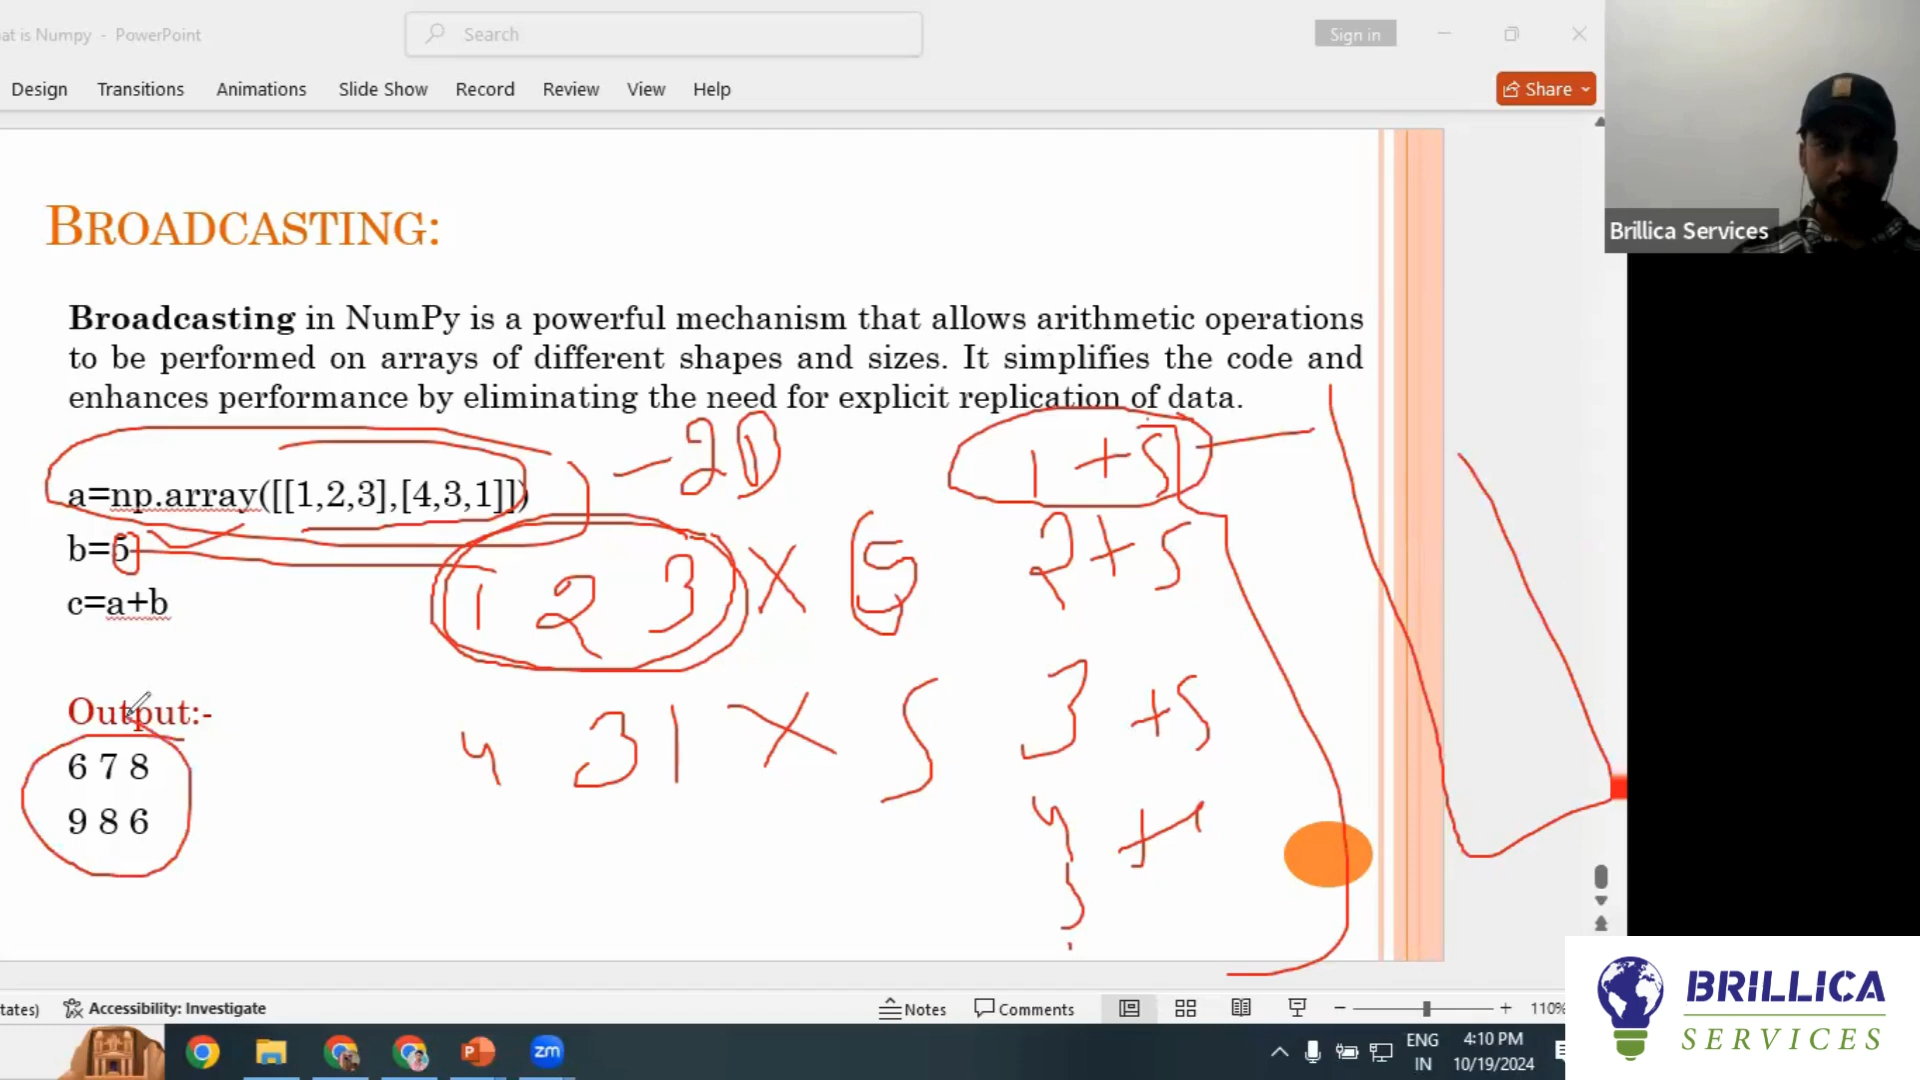 at is Numpy - PowerPoint
Search
Sign in
Design Transitions Animations Slide Show Record Review View Help
Share
Brillica Services
BROADCASTING:
Broadcasting in NumPy is a powerful mechanism that allows arithmetic operations
to be performed on arrays of different shapes and sizes. It simplifies the code and
enhances performance by eliminating the need for explicit replication of data.
- 2D
1 + 5
a=np.array([[1,2,3],[4,3,1]])
b=5
2 + 5
1 2 3 X 5
c=a+b
Output:-
4 3 1 X 5
3 + 5
6 7 8
9 8 6
tates) Accessibility: Investigate
Notes Comments
110%
zm
ENG
IN
4:10 PM
10/19/2024
BRILLICA
SERVICES